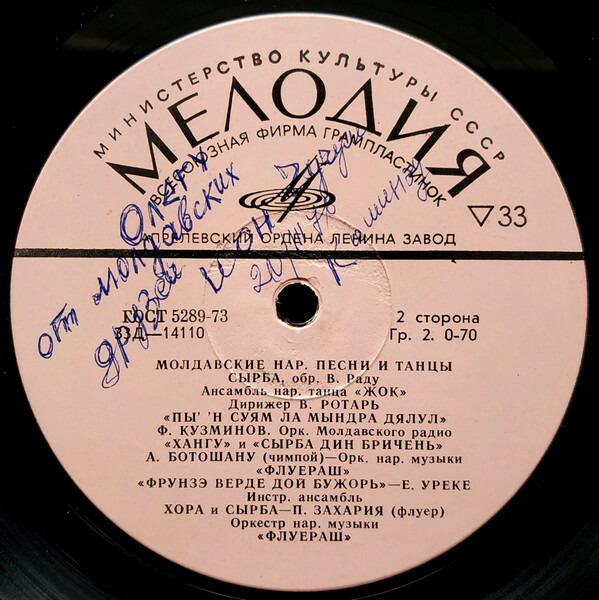 МИНИСТЕРСТВО КУЛЬТУРЫ СССР
МЕЛОДИЯ
ВСЕСОЮЗНАЯ ФИРМА ГРАМПЛАСТИНОК
▽33
АПРЕЛЕВСКИЙ ОРДЕНА ЛЕНИНА ЗАВОД
Олегу
от молдавских
друзей
ГОСТ 5289-73
33Д—14110
2 сторона
Гр. 2. 0-70
МОЛДАВСКИЕ НАР. ПЕСНИ И ТАНЦЫ
СЫРБА, обр. В. Раду
Ансамбль нар. танца «ЖОК»
Дирижер В. РОТАРЬ
«ПЫ' 'Н СУЯМ ЛА МЫНДРА ДЯЛУЛ»
Ф. КУЗМИНОВ. Орк. Молдавского радио
«ХАНГУ» и «СЫРБА ДИН БРИЧЕНЬ»
А. БОТОШАНУ (чимпой)—Орк. нар. музыки
«ФЛУЕРАШ»
«ФРУНЗЭ ВЕРДЕ ДОЙ БУЖОРЬ»—Е. УРЕКЕ
Инстр. ансамбль
ХОРА и СЫРБА—П. ЗАХАРИЯ (флуер)
Оркестр нар. музыки
«ФЛУЕРАШ»